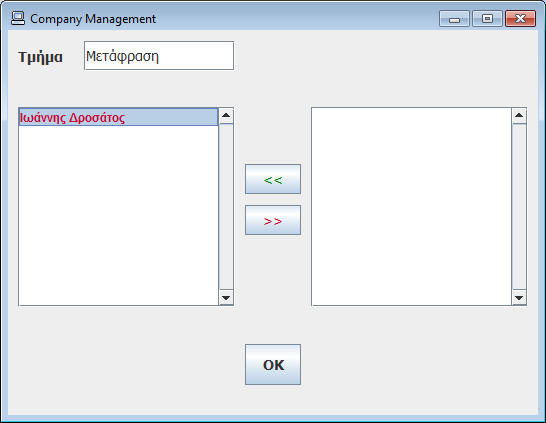 Company Management
Τμήμα Μετάφραση
Ιωάννης Δροσάτος
<<
>>
OK